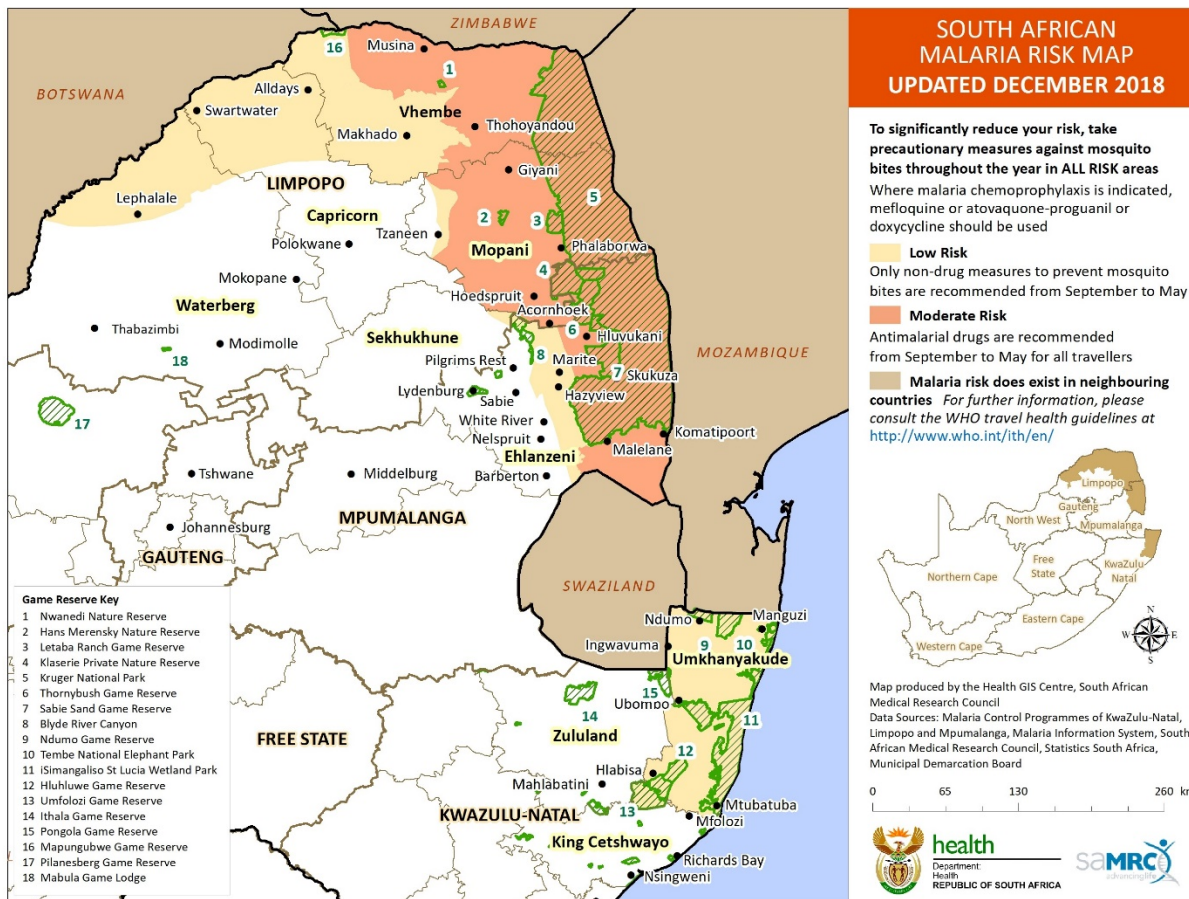 SOUTH AFRICAN
MALARIA RISK MAP
UPDATED DECEMBER 2018
To significantly reduce your risk, take
precautionary measures against mosquito
bites throughout the year in ALL RISK areas
Where malaria chemoprophylaxis is indicated,
mefloquine or atovaquone-proguanil or
doxycycline should be used
Low Risk
Only non-drug measures to prevent mosquito
bites are recommended from September to May
Moderate Risk
Antimalarial drugs are recommended
from September to May for all travellers
Malaria risk does exist in neighbouring
countries For further information, please
consult the WHO travel health guidelines at
http://www.who.int/ith/en/
Limpopo
Gauteng
North West
Mpumalanga
Free
State
KwaZulu
Natal
Northern Cape
Eastern Cape
Western Cape
N
W
E
S
Map produced by the Health GIS Centre, South African
Medical Research Council
Data Sources: Malaria Control Programmes of KwaZulu-Natal,
Limpopo and Mpumalanga, Malaria Information System, South
African Medical Research Council, Statistics South Africa,
Municipal Demarcation Board
0 65 130 260 km
health
Department:
Health
REPUBLIC OF SOUTH AFRICA
saMRC
advancing life
ZIMBABWE
BOTSWANA
MOZAMBIQUE
SWAZILAND
16
Musina
1
Alldays
Swartwater
Vhembe
Makhado
Thohoyandou
Giyani
LIMPOPO
Lephalale
Capricorn
2
3
5
Tzaneen
Mopani
Phalaborwa
Polokwane
4
Mokopane
Hoedspruit
Waterberg
Acornhoek
Thabazimbi
Sekhukhune
6
Hluvukani
Modimolle
18
Pilgrims Rest
8
Marite
7
Skukuza
Lydenburg
Sabie
Hazyview
17
White River
Nelspruit
Komatipoort
Malelane
Ehlanzeni
Tshwane
Middelburg
Barberton
MPUMALANGA
Johannesburg
GAUTENG
Ndumo
Manguzi
Ingwavuma
9
10
Umkhanyakude
15
Ubombo
14
11
FREE STATE
Zululand
12
Hlabisa
Mahlabatini
13
Mtubatuba
KWAZULU-NATAL
Mfolozi
King Cetshwayo
Richards Bay
Nsingweni
Game Reserve Key
1 Nwanedi Nature Reserve
2 Hans Merensky Nature Reserve
3 Letaba Ranch Game Reserve
4 Klaserie Private Nature Reserve
5 Kruger National Park
6 Thornybush Game Reserve
7 Sabie Sand Game Reserve
8 Blyde River Canyon
9 Ndumo Game Reserve
10 Tembe National Elephant Park
11 iSimangaliso St Lucia Wetland Park
12 Hluhluwe Game Reserve
13 Umfolozi Game Reserve
14 Ithala Game Reserve
15 Pongola Game Reserve
16 Mapungubwe Game Reserve
17 Pilanesberg Game Reserve
18 Mabula Game Lodge